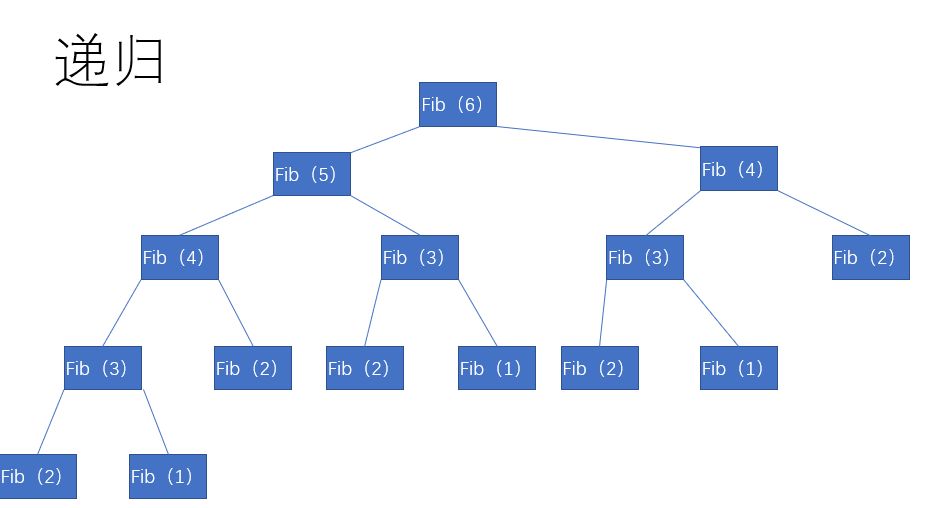 递归
Fib（6）
Fib（5）
Fib（4）
Fib（4）
Fib（3）
Fib（3）
Fib（2）
Fib（3）
Fib（2）
Fib（2）
Fib（1）
Fib（2）
Fib（1）
Fib（2）
Fib（1）